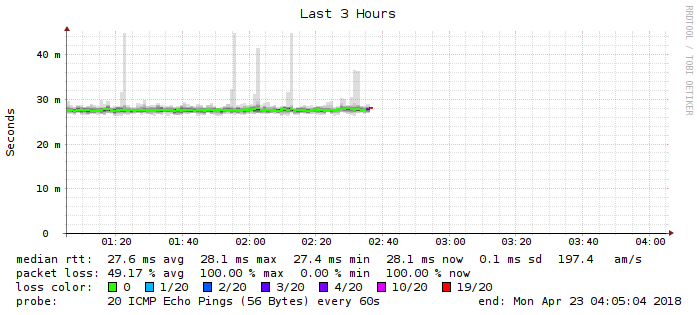 Last 3 Hours
RRDTOOL / TOBI OETIKER
Seconds
40 m
30 m
20 m
10 m
0
01:20 01:40 02:00 02:20 02:40 03:00 03:20 03:40 04:00
median rtt: 27.6 ms avg 28.1 ms max 27.4 ms min 28.1 ms now 0.1 ms sd 197.4 am/s
packet loss: 49.17 % avg 100.00 % max 0.00 % min 100.00 % now
loss color: 0 1/20 2/20 3/20 4/20 10/20 19/20
probe: 20 ICMP Echo Pings (56 Bytes) every 60s end: Mon Apr 23 04:05:04 2018